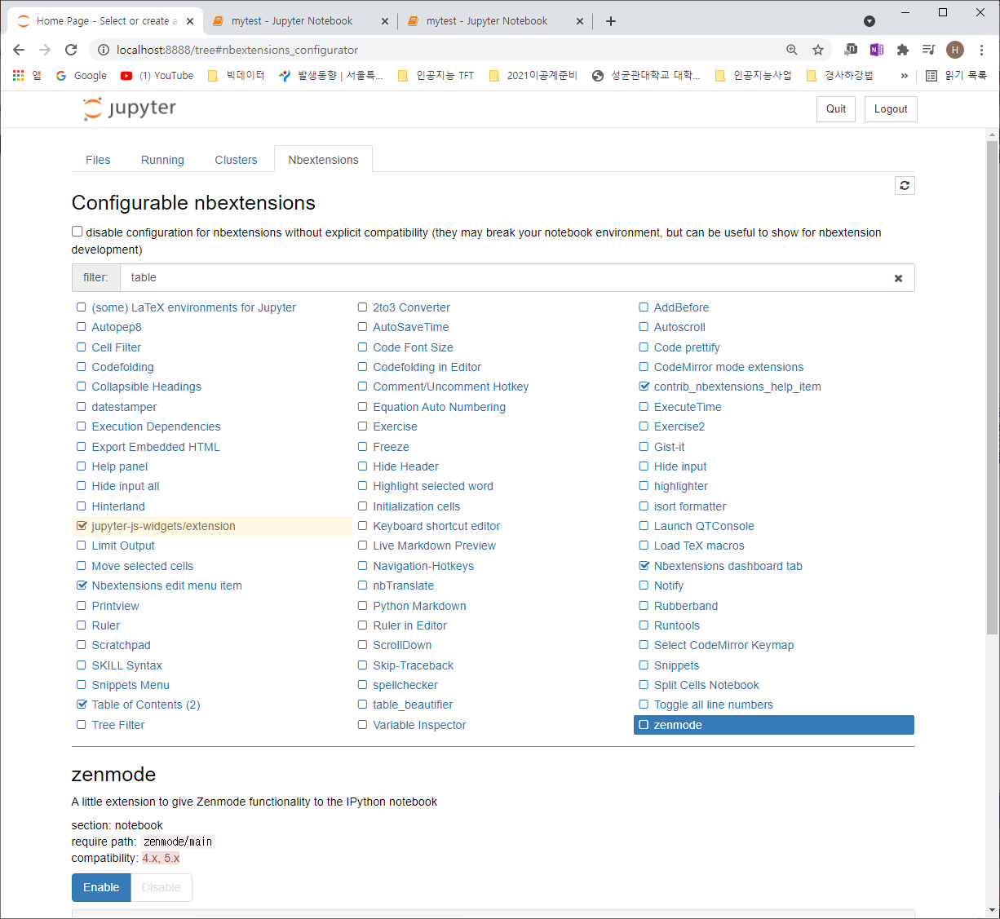 Home Page - Select or create a
mytest - Jupyter Notebook
mytest - Jupyter Notebook
localhost:8888/tree#nbextensions_configurator
H
앱
Google
(1) YouTube
빅데이터
발생동향 | 서울특...
인공지능 TFT
2021이공계준비
성균관대학교 대학...
인공지능사업
경사하강법
»
읽기 목록
jupyter
Quit
Logout
Files
Running
Clusters
Nbextensions
Configurable nbextensions
disable configuration for nbextensions without explicit compatibility (they may break your notebook environment, but can be useful to show for nbextension
development)
filter:
table
(some) LaTeX environments for Jupyter
2to3 Converter
AddBefore
Autopep8
AutoSaveTime
Autoscroll
Cell Filter
Code Font Size
Code prettify
Codefolding
Codefolding in Editor
CodeMirror mode extensions
Collapsible Headings
Comment/Uncomment Hotkey
contrib_nbextensions_help_item
datestamper
Equation Auto Numbering
ExecuteTime
Execution Dependencies
Exercise
Exercise2
Export Embedded HTML
Freeze
Gist-it
Help panel
Hide Header
Hide input
Hide input all
Highlight selected word
highlighter
Hinterland
Initialization cells
isort formatter
jupyter-js-widgets/extension
Keyboard shortcut editor
Launch QTConsole
Limit Output
Live Markdown Preview
Load TeX macros
Move selected cells
Navigation-Hotkeys
Nbextensions dashboard tab
Nbextensions edit menu item
nbTranslate
Notify
Printview
Python Markdown
Rubberband
Ruler
Ruler in Editor
Runtools
Scratchpad
ScrollDown
Select CodeMirror Keymap
SKILL Syntax
Skip-Traceback
Snippets
Snippets Menu
spellchecker
Split Cells Notebook
Table of Contents (2)
table_beautifier
Toggle all line numbers
Tree Filter
Variable Inspector
zenmode
zenmode
A little extension to give Zenmode functionality to the IPython notebook
section: notebook
require path: zenmode/main
compatibility: 4.x, 5.x
Enable
Disable